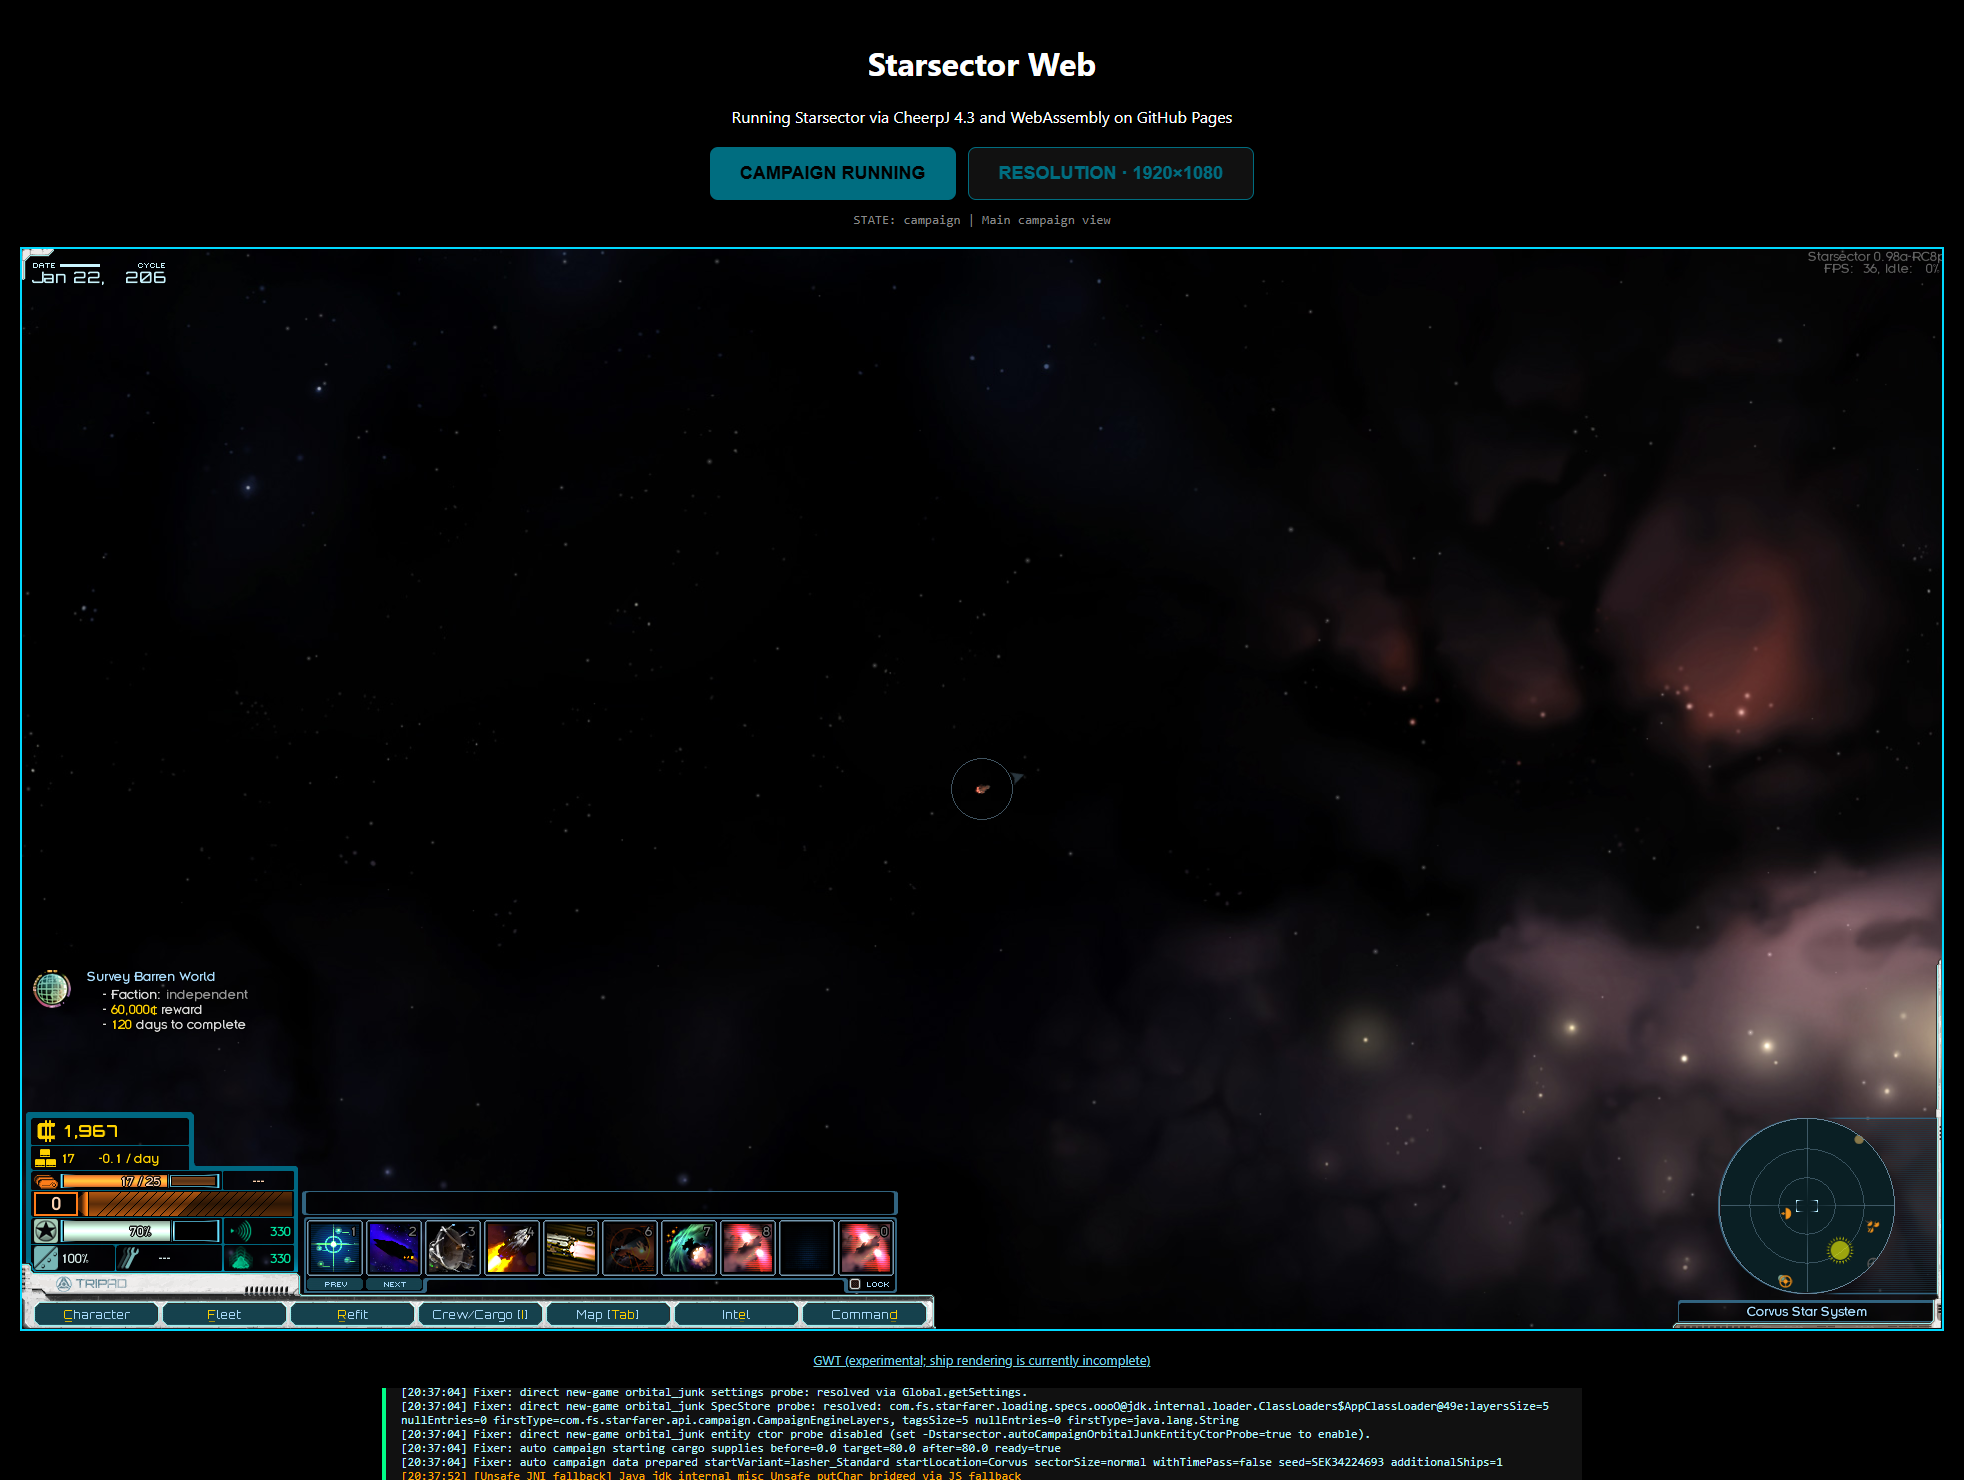 Starsector Web
Running Starsector via CheerpJ 4.3 and WebAssembly on GitHub Pages
CAMPAIGN RUNNING
RESOLUTION · 1920×1080
STATE: campaign | Main campaign view
DATE
CYCLE
Jan 22, 206
Starsector 0.98a-RC8
FPS: 36, Idle: 0%
Survey Barren World
- Faction: independent
- 60,000¢ reward
- 120 days to complete
1,967
17 -0.1 / day
17 / 25 ---
0
70% 330
100% --- 330
TRIPAD
1 2 3 4 5 6 7 8 0
PREV NEXT LOCK
Character Fleet Refit Crew/Cargo [I] Map [Tab] Intel Command
Corvus Star System
GWT (experimental; ship rendering is currently incomplete)
[20:37:04] Fixer: direct new-game orbital_junk settings probe: resolved via Global.getSettings.
[20:37:04] Fixer: direct new-game orbital_junk SpecStore probe: resolved: com.fs.starfarer.loading.specs.oooO@jdk.internal.loader.ClassLoaders$AppClassLoader@49e:layersSize=5
nullEntries=0 firstType=com.fs.starfarer.api.campaign.CampaignEngineLayers, tagsSize=5 nullEntries=0 firstType=java.lang.String
[20:37:04] Fixer: direct new-game orbital_junk entity ctor probe disabled (set -Dstarsector.autoCampaignOrbitalJunkEntityCtorProbe=true to enable).
[20:37:04] Fixer: auto campaign starting cargo supplies before=0.0 target=80.0 after=80.0 ready=true
[20:37:04] Fixer: auto campaign data prepared startVariant=lasher_Standard startLocation=Corvus sectorSize=normal withTimePass=false seed=SEK34224693 additionalShips=1
[20:37:52] [Unsafe JNI fallback] Java jdk internal misc Unsafe putChar bridged via JS fallback